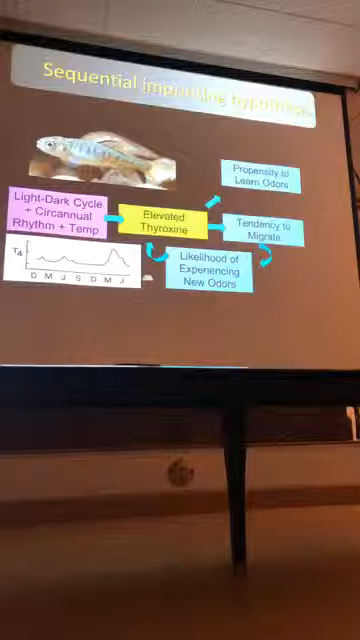 Sequential imprinting hypothesis
Propensity to
Learn Odors
Light-Dark Cycle
+ Circannual
Rhythm + Temp
Elevated
Thyroxine
Tendency to
Migrate
Likelihood of
Experiencing
New Odors
T4
D M J S D M J